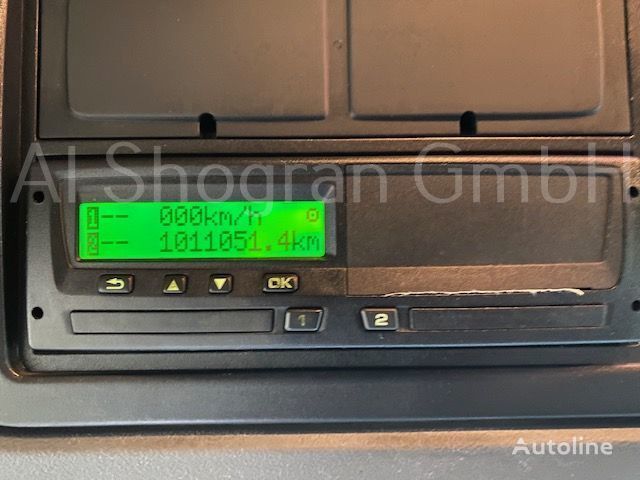 Al Shogran GmbH
1-- 000km/h
2-- 1011051.4km
OK
1 2
Autoline